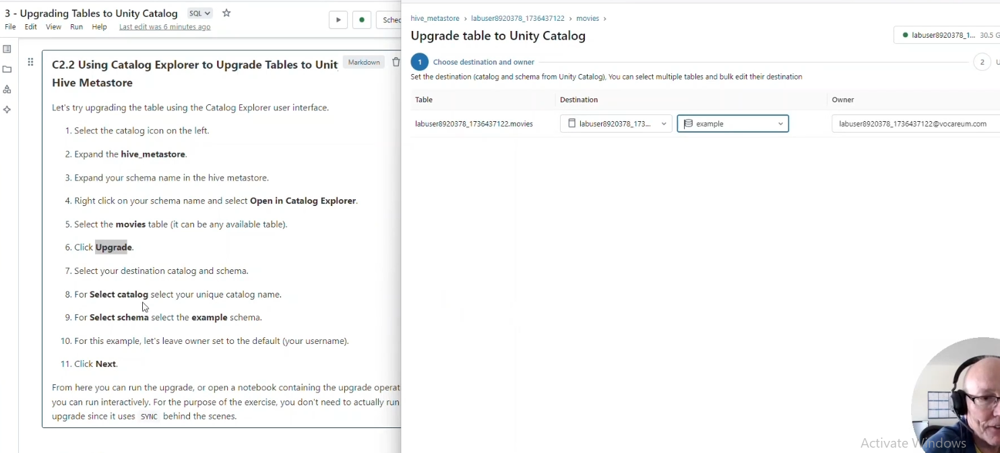 3 - Upgrading Tables to Unity Catalog SQL
File Edit View Run Help Last edit was 6 minutes ago
C2.2 Using Catalog Explorer to Upgrade Tables to Unit
Markdown
Hive Metastore
Let's try upgrading the table using the Catalog Explorer user interface.
1. Select the catalog icon on the left.
2. Expand the hive_metastore.
3. Expand your schema name in the hive metastore.
4. Right click on your schema name and select Open in Catalog Explorer.
5. Select the movies table (it can be any available table).
6. Click Upgrade.
7. Select your destination catalog and schema.
8. For Select catalog select your unique catalog name.
9. For Select schema select the example schema.
10. For this example, let's leave owner set to the default (your username).
11. Click Next.
From here you can run the upgrade, or open a notebook containing the upgrade operat
you can run interactively. For the purpose of the exercise, you don't need to actually run
upgrade since it uses SYNC behind the scenes.
hive_metastore › labuser8920378_1736437122 › movies ›
Upgrade table to Unity Catalog
labuser8920378_1... 30.5 G
1 Choose destination and owner
2 U
Set the destination (catalog and schema from Unity Catalog), You can select multiple tables and bulk edit their destination
Table Destination Owner
labuser8920378_1736437122.movies labuser8920378_173... example labuser8920378_1736437122@vocareum.com
Activate Windows